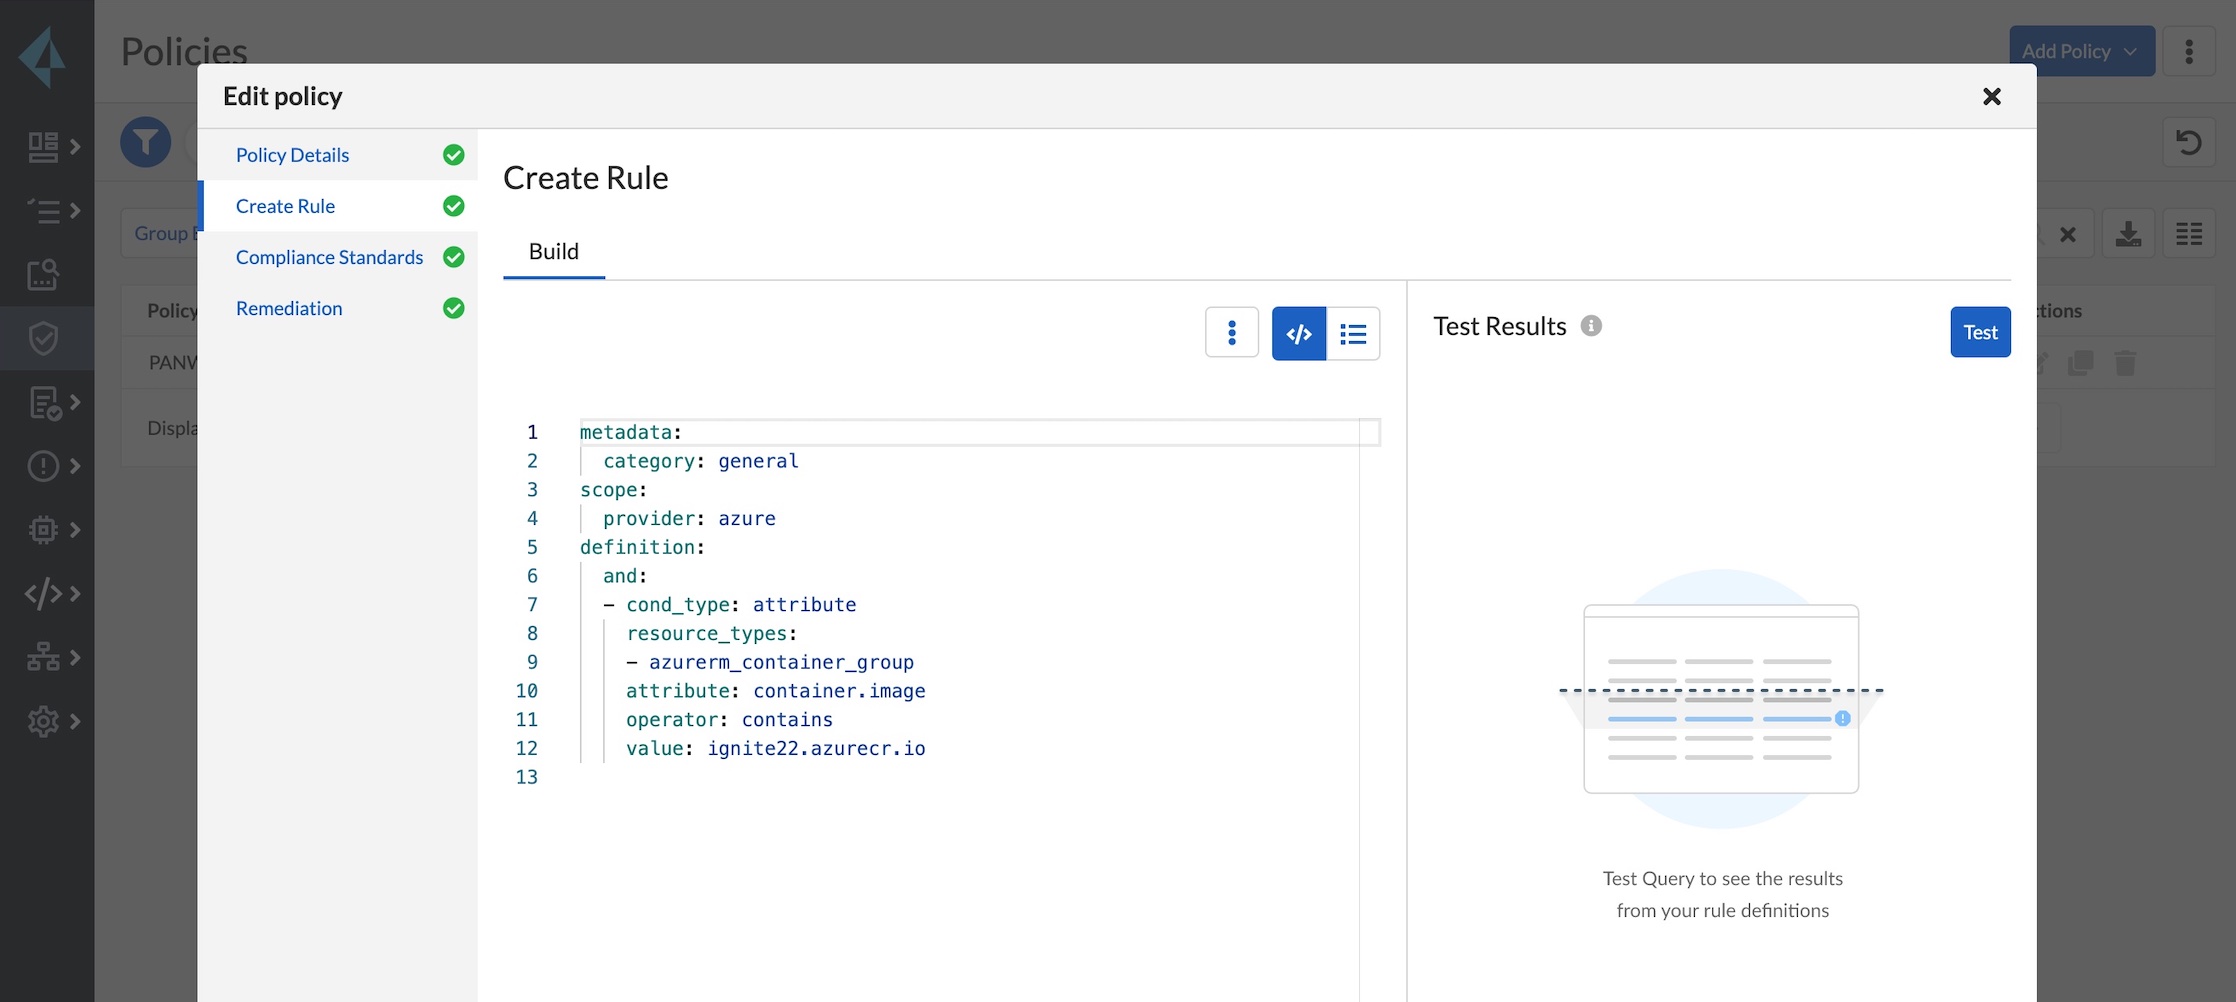 Policies
Add Policy
Edit policy
Policy Details
Create Rule
Compliance Standards
Remediation
Group
Policy
PANW
Create Rule
Build
Test Results
Test
1 metadata:
2   category: general
3 scope:
4   provider: azure
5 definition:
6   and:
7   - cond_type: attribute
8     resource_types:
9     - azurerm_container_group
10     attribute: container.image
11     operator: contains
12     value: ignite22.azurecr.io
13
Test Query to see the results
from your rule definitions